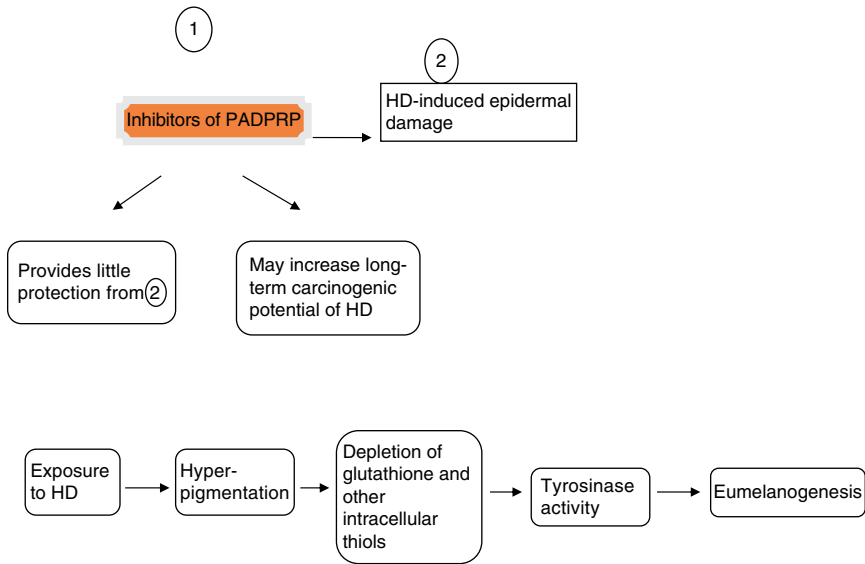 1
2
HD-induced epidermal
damage
Inhibitors of PADPRP
Provides little
protection from 2
May increase long-
term carcinogenic
potential of HD
Exposure
to HD
Hyper-
pigmentation
Depletion of
glutathione and
other
intracellular
thiols
Tyrosinase
activity
Eumelanogenesis